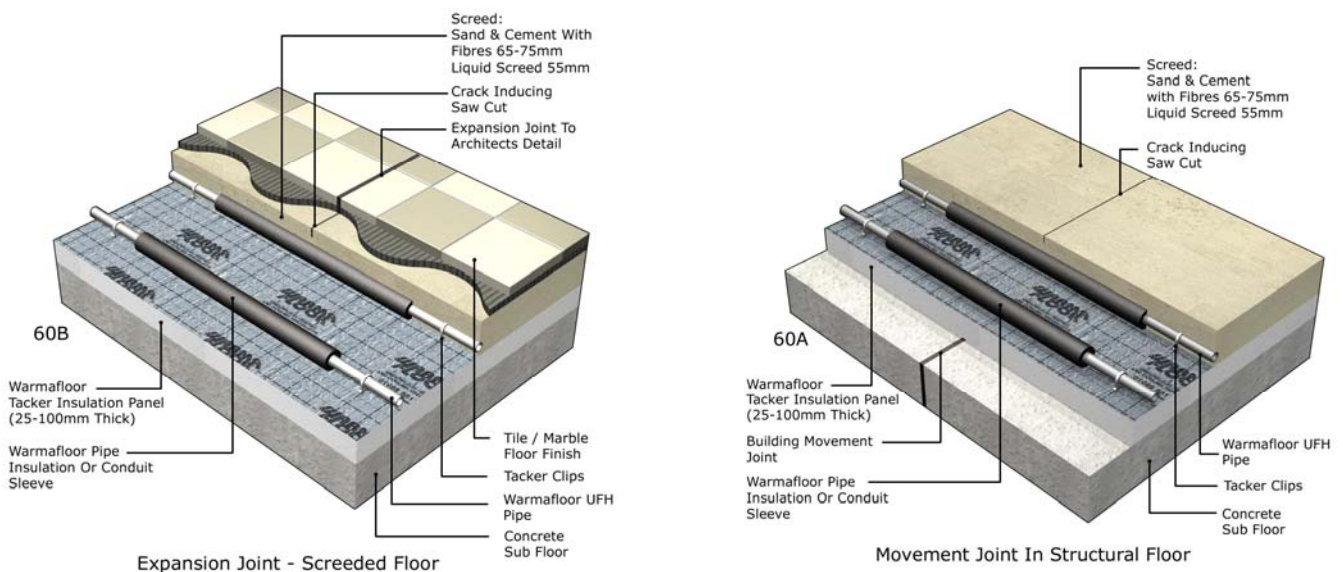 Screed:
Sand & Cement With
Fibres 65-75mm
Liquid Screed 55mm
Crack Inducing
Saw Cut
Expansion Joint To
Architects Detail
60B
Warmafloor
Tacker Insulation Panel
(25-100mm Thick)
Warmafloor Pipe
Insulation Or Conduit
Sleeve
Tile / Marble
Floor Finish
Tacker Clips
Warmafloor UFH
Pipe
Concrete
Sub Floor
Expansion Joint - Screeded Floor
Screed:
Sand & Cement
with Fibres 65-75mm
Liquid Screed 55mm
Crack Inducing
Saw Cut
60A
Warmafloor
Tacker Insulation Panel
(25-100mm Thick)
Building Movement
Joint
Warmafloor Pipe
Insulation Or Conduit
Sleeve
Warmafloor UFH
Pipe
Tacker Clips
Concrete
Sub Floor
Movement Joint In Structural Floor